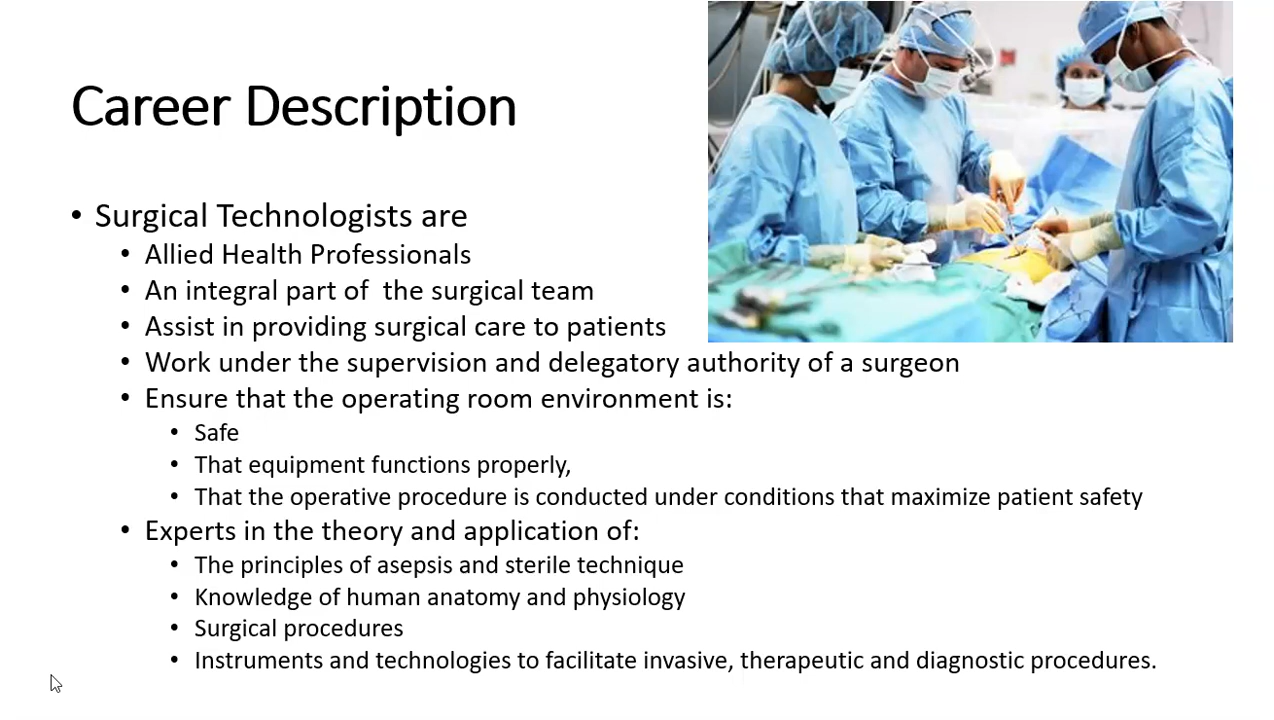 Career Description
• Surgical Technologists are
• Allied Health Professionals
• An integral part of  the surgical team
• Assist in providing surgical care to patients
• Work under the supervision and delegatory authority of a surgeon
• Ensure that the operating room environment is:
• Safe
• That equipment functions properly,
• That the operative procedure is conducted under conditions that maximize patient safety
• Experts in the theory and application of:
• The principles of asepsis and sterile technique
• Knowledge of human anatomy and physiology
• Surgical procedures
• Instruments and technologies to facilitate invasive, therapeutic and diagnostic procedures.